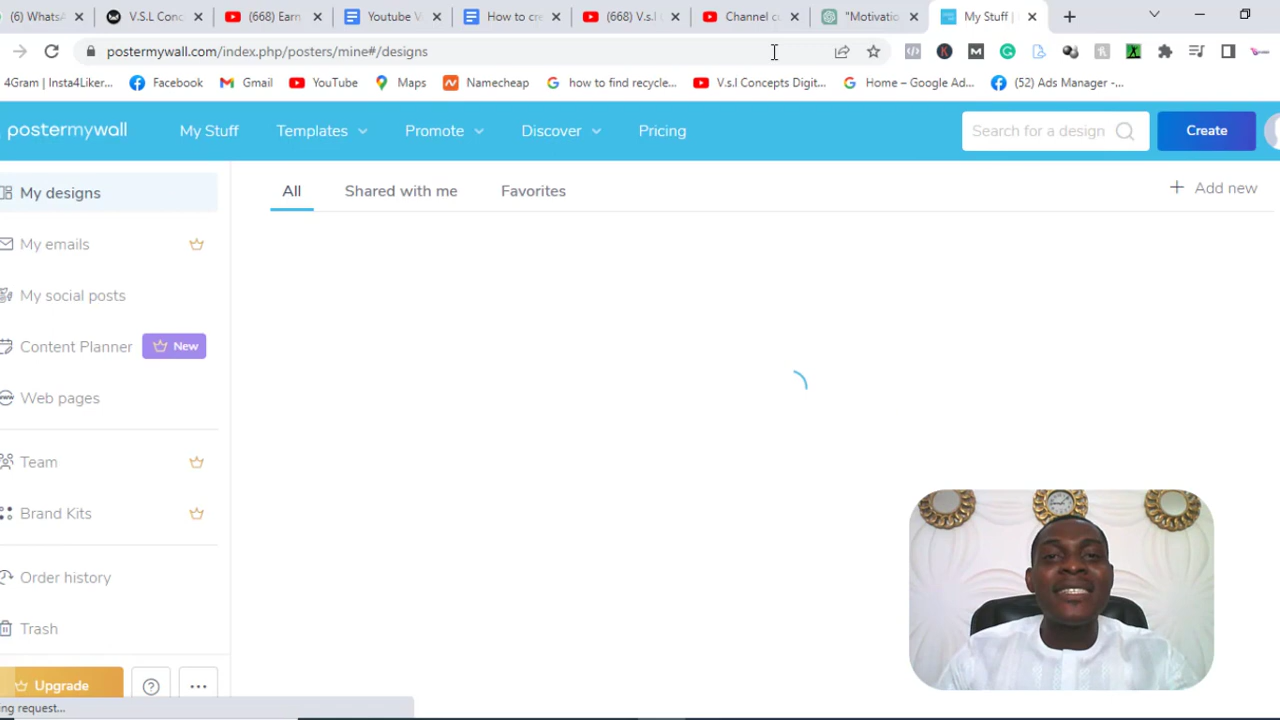 (6) WhatsA
V.S.L Conc
(668) Earn
Youtube V
How to cre
(668) V.s.l
Channel cu
"Motivatio
My Stuff |
postermywall.com/index.php/posters/mine#/designs
4Gram | Insta4Liker...
Facebook
Gmail
YouTube
Maps
Namecheap
how to find recycle...
V.s.l Concepts Digit...
Home – Google Ad...
(52) Ads Manager -...
postermywall
My Stuff
Templates
Promote
Discover
Pricing
Search for a design
Create
My designs
All
Shared with me
Favorites
+ Add new
My emails
My social posts
Content Planner
New
Web pages
Team
Brand Kits
Order history
Trash
Upgrade
ng request...